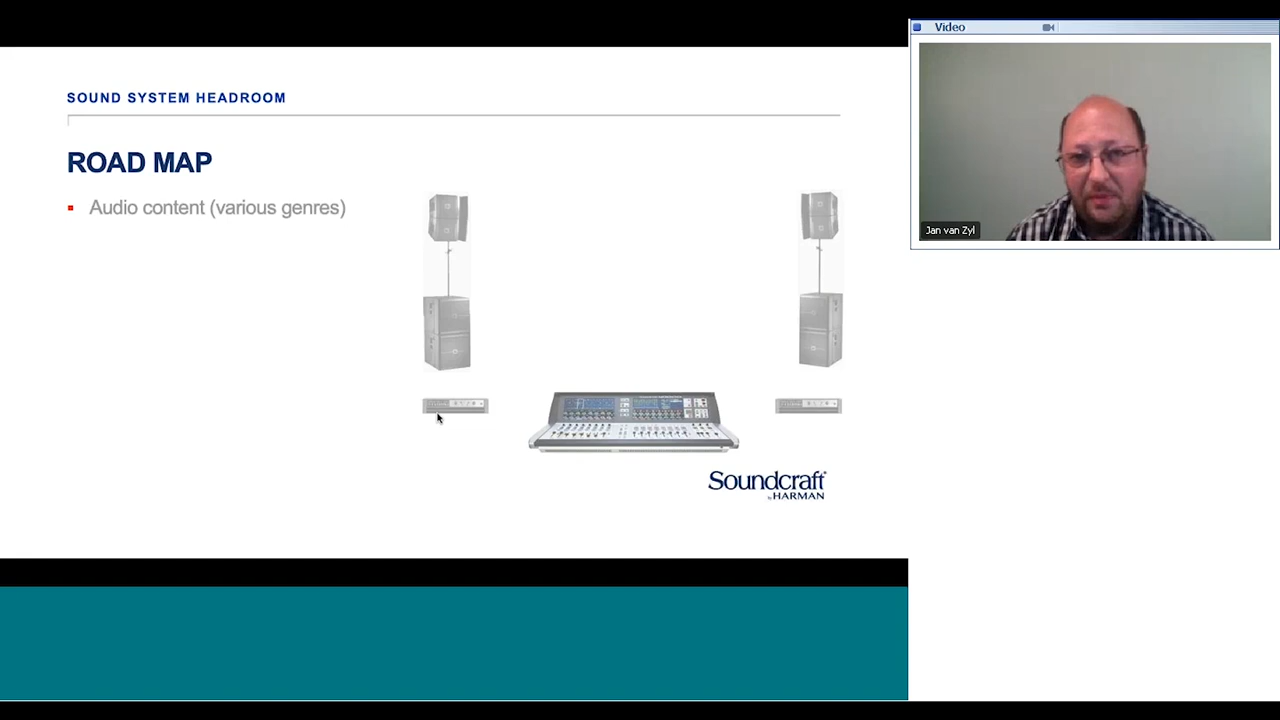 SOUND SYSTEM HEADROOM
ROAD MAP
Audio content (various genres)
Soundcraft
by HARMAN
Video
Jan van Zyl